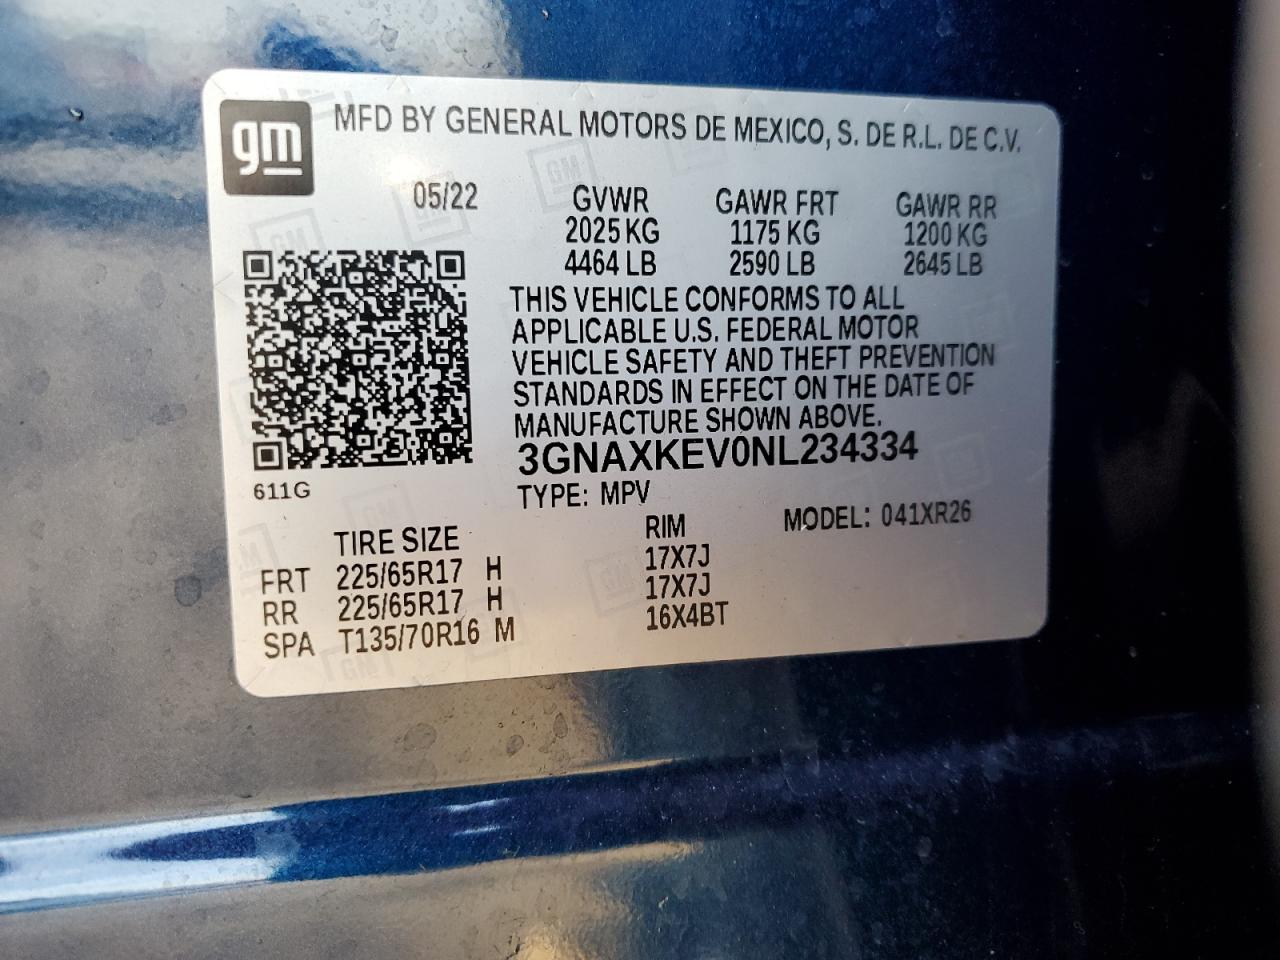 gm
MFD BY GENERAL MOTORS DE MEXICO, S. DE R.L. DE C.V.
05/22 GVWR GAWR FRT GAWR RR
2025 KG 1175 KG 1200 KG
4464 LB 2590 LB 2645 LB
THIS VEHICLE CONFORMS TO ALL
APPLICABLE U.S. FEDERAL MOTOR
VEHICLE SAFETY AND THEFT PREVENTION
STANDARDS IN EFFECT ON THE DATE OF
MANUFACTURE SHOWN ABOVE.
3GNAXKEV0NL234334
611G
TYPE: MPV
MODEL: 041XR26
TIRE SIZE RIM
FRT 225/65R17 H 17X7J
RR 225/65R17 H 17X7J
SPA T135/70R16 M 16X4BT